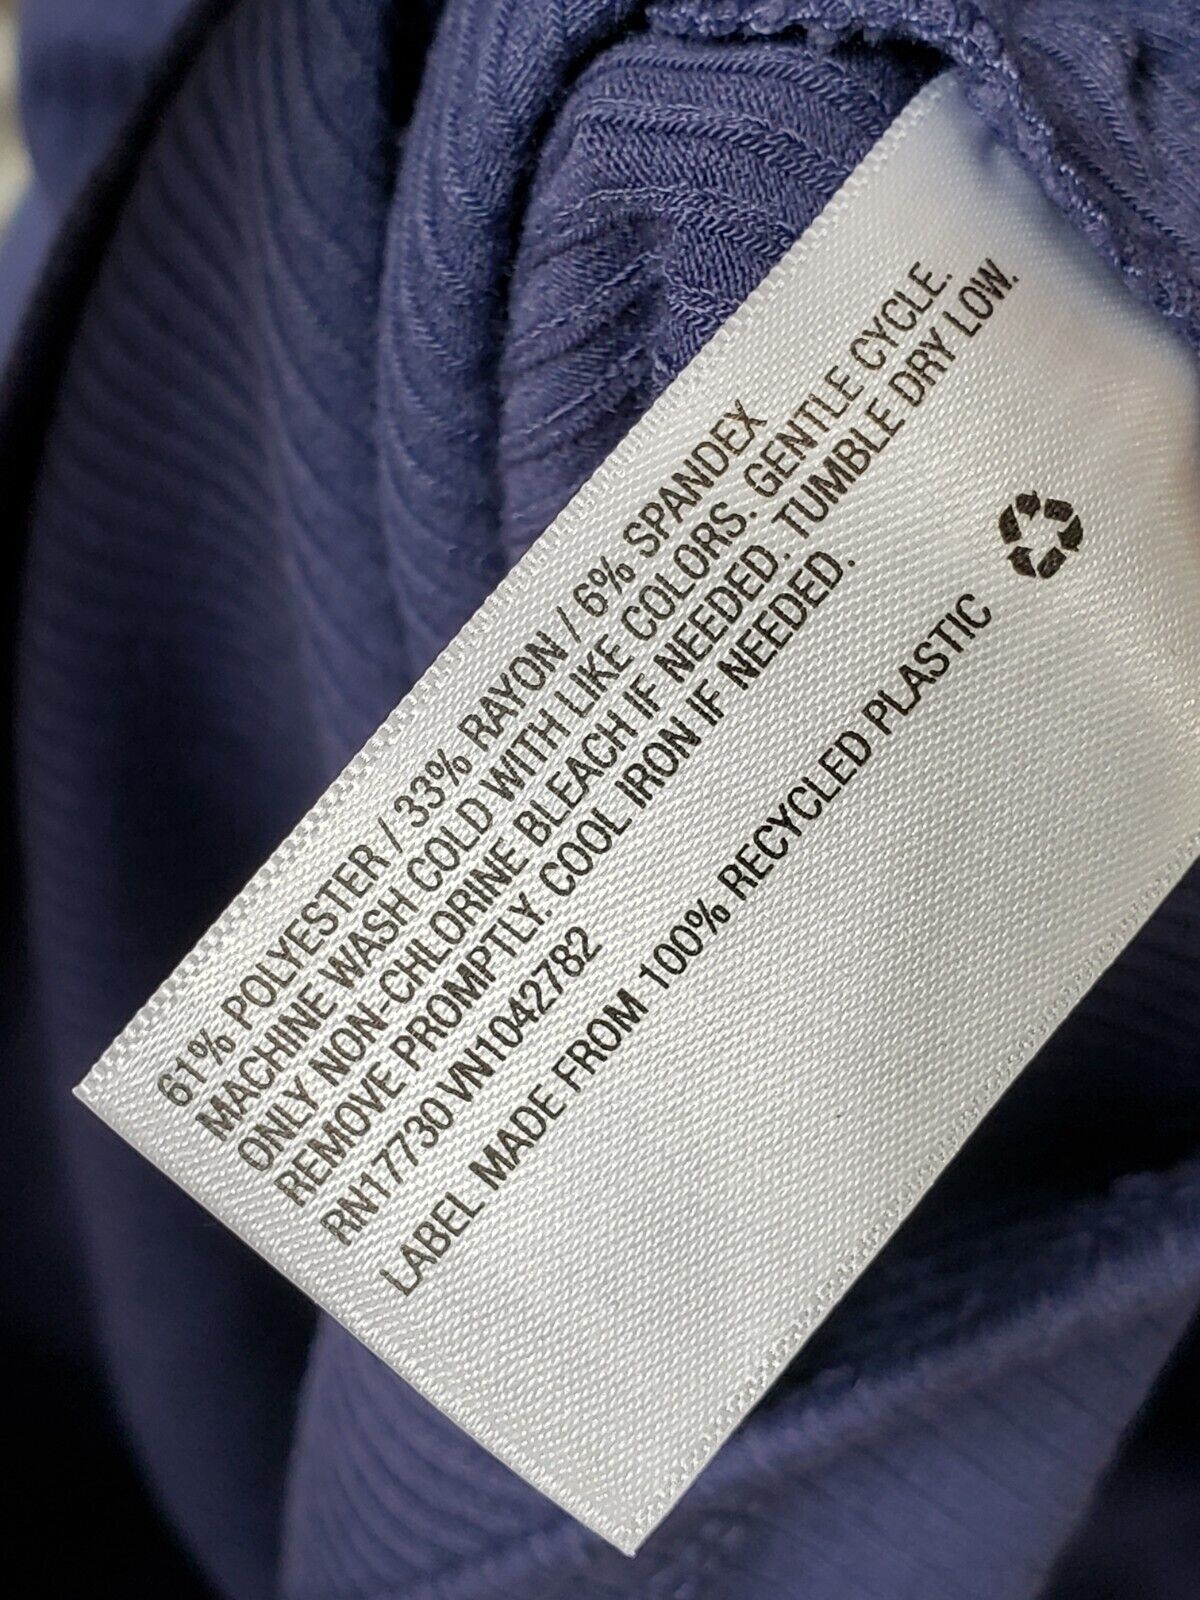 61% POLYESTER / 33% RAYON / 6% SPANDEX
MACHINE WASH COLD WITH LIKE COLORS. GENTLE CYCLE.
ONLY NON-CHLORINE BLEACH IF NEEDED. TUMBLE DRY LOW.
REMOVE PROMPTLY. COOL IRON IF NEEDED.
RN17730 VN1042782
LABEL MADE FROM 100% RECYCLED PLASTIC